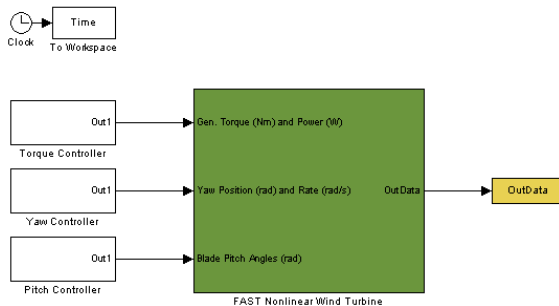 Time
Clock
To Workspace
Out1
Gen. Torque (Nm) and Power (W)
Torque Controller
Out1
Yaw Position (rad) and Rate (rad/s)
OutData
OutData
Yaw Controller
Out1
Blade Pitch Angles (rad)
Pitch Controller
FAST Nonlinear Wind Turbine